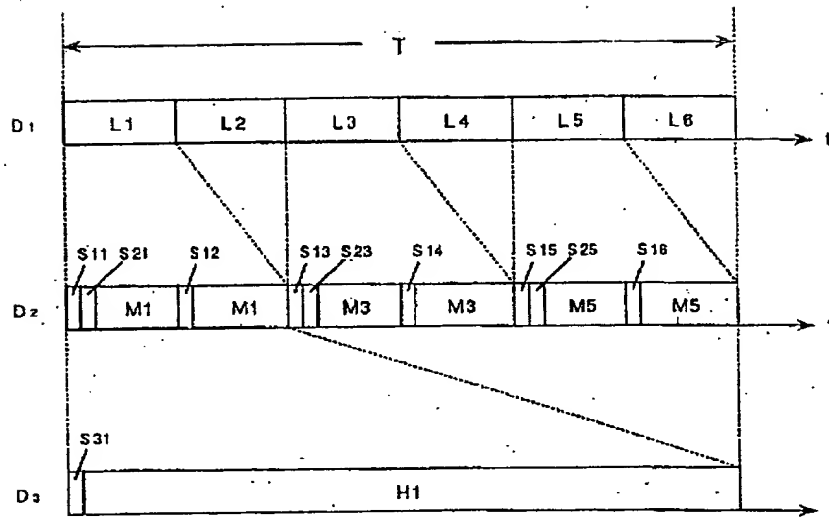 T
D1 L1 L2 L3 L4 L5 L6 t
S11 S21 S12 S13 S23 S14 S15 S25 S16
D2 M1 M1 M3 M3 M5 M5
S31
D3 H1